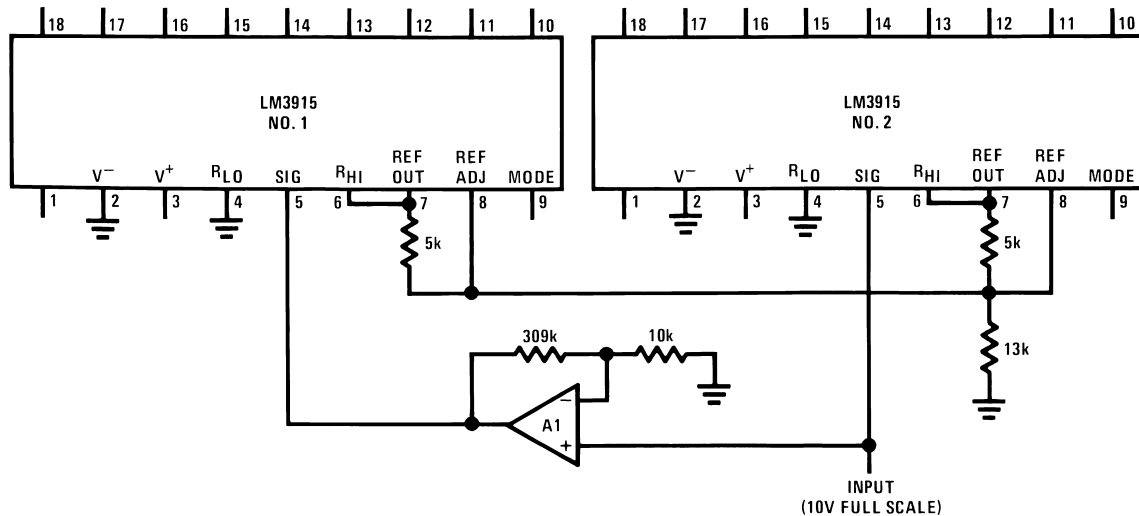 18 17 16 15 14 13 12 11 10
18 17 16 15 14 13 12 11 10
LM3915
NO. 1
LM3915
NO. 2
V⁻ V⁺ RLO SIG RHI REF OUT REF ADJ MODE
1 2 3 4 5 6 7 8 9
V⁻ V⁺ RLO SIG RHI REF OUT REF ADJ MODE
1 2 3 4 5 6 7 8 9
5k
5k
309k
10k
13k
−
A1
+
INPUT
(10V FULL SCALE)